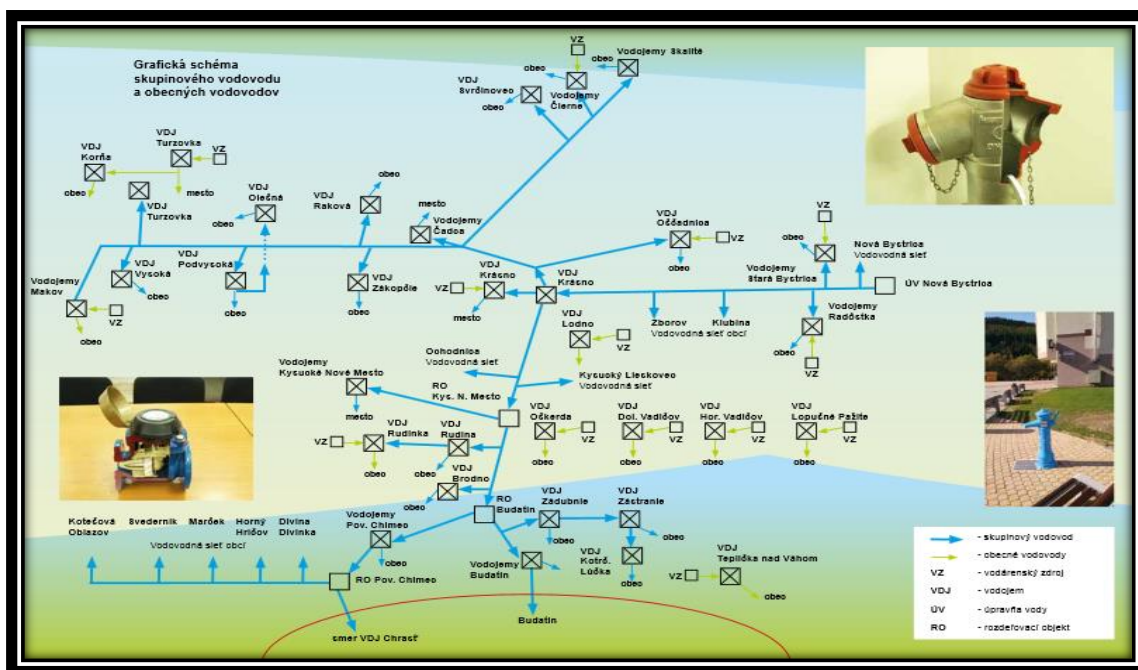 Grafická schéma
skupinového vodovodu
a obecných vodovodov
VZ
Vodojemy Skalité
obec
obec
VDJ
Svrčinovec
obec
Vodojemy
Čierne
obec
VDJ
Turzovka
VZ
VDJ
Korňa
obec
mesto
VDJ
Turzovka
VDJ
Olešná
obec
VDJ
Raková
obec
mesto
Vodojemy
Čadca
VDJ
Oščadnica
VZ
obec
VZ
obec
Nová Bystrica
Vodovodná sieť
Vodojemy
Stará Bystrica
ÚV Nová Bystrica
VDJ
Vysoká
obec
VDJ
Podvysoká
obec
VDJ
Zákopčie
obec
Vodojemy
Makov
VZ
obec
VDJ
Krásno
VZ
mesto
VDJ
Krásno
Zborov
Klubina
Vodovodná sieť obcí
Vodojemy
Radôstka
obec
VZ
VDJ
Lodno
VZ
obec
Ochodnica
Vodovodná sieť
Kysucký Lieskovec
Vodovodná sieť
Vodojemy
Kysucké Nové Mesto
mesto
RO
Kys. N. Mesto
VDJ
Oškerda
VZ
obec
VDJ
Dol. Vadičov
VZ
obec
VDJ
Hor. Vadičov
VZ
obec
VDJ
Lopušné Pažite
VZ
obec
VZ
VDJ
Rudinka
obec
VDJ
Rudina
obec
VDJ
Brodno
obec
RO
Budatín
VDJ
Zádubnie
obec
VDJ
Zástranie
obec
Vodojemy
Pov. Chlmec
obec
Vodojemy
Budatín
VDJ
Kotrč.
Lúčka
obec
VDJ
Teplička nad Váhom
VZ
obec
Kotešová
Oblazov
Svederník
Marček
Horný
Hričov
Divina
Divinka
Vodovodná sieť obcí
RO Pov. Chlmec
smer VDJ Chrasť
Budatín
- skupinový vodovod
- obecné vodovody
VZ - vodárenský zdroj
VDJ - vodojem
ÚV - úpravňa vody
RO - rozdeľovací objekt